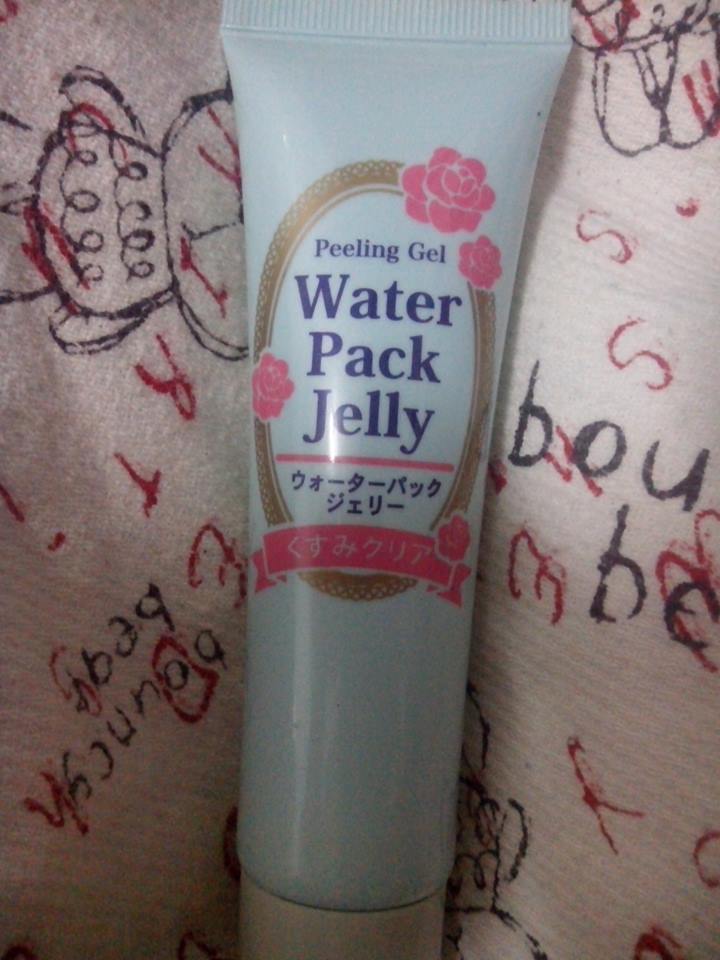 Peeling Gel
Water
Pack
Jelly
ウォーターパック
ジェリー
くすみクリア
bou